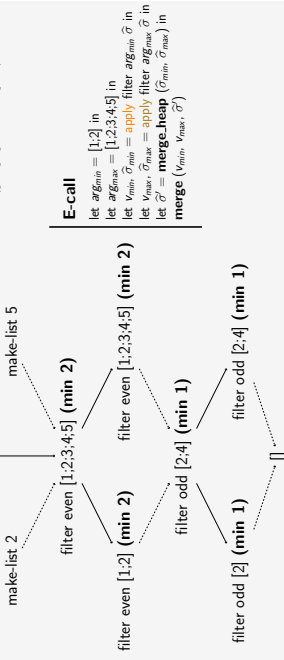 make-list 2
make-list 5
filter even [1;2;3;4;5] (min 2)
filter even [1;2] (min 2)
filter even [1;2;3;4;5] (min 2)
filter odd [2;4] (min 1)
filter odd [2] (min 1)
filter odd [2;4] (min 1)
[]
E-call
let arg_min = [1;2] in
let arg_max = [1;2;3;4;5] in
let v_min, σ̂_min = apply filter arg_min σ̂ in
let v_max, σ̂_max = apply filter arg_max σ̂ in
let σ̂′ = merge_heap (σ̂_min, σ̂_max) in
merge (v_min, v_max, σ̂′)